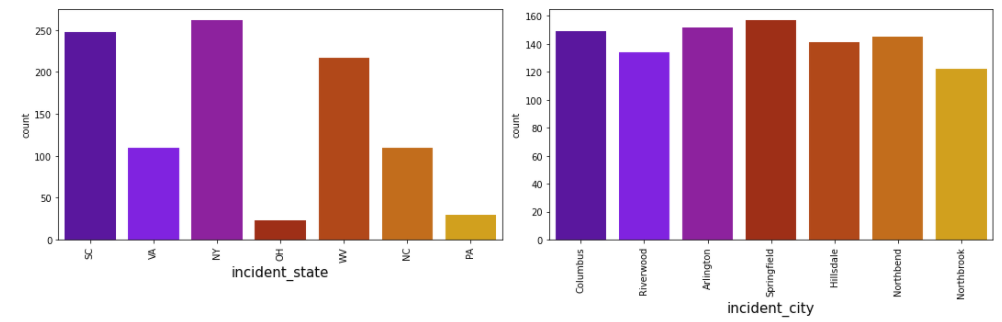 250
200
150
100
50
0
count
SC
VA
NY
OH
WV
NC
PA
incident_state
160
140
120
100
80
60
40
20
0
count
Columbus
Riverwood
Arlington
Springfield
Hillsdale
Northbend
Northbrook
incident_city